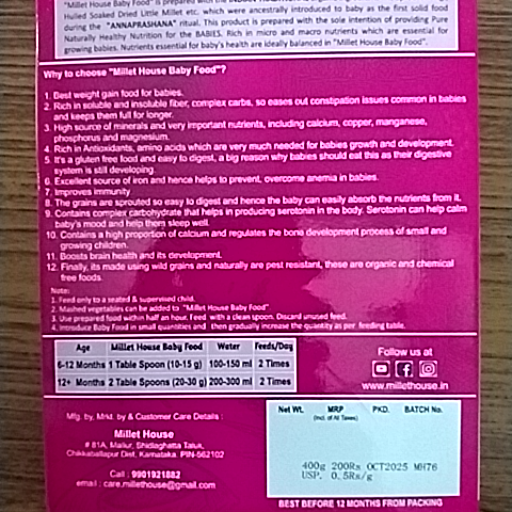 "Millet House Baby Food" is prepared with
Hulled Soaked Dried Little Millet etc, which were ancestrally introduced to baby as the first solid food
during the "ANNAPRASHANA" ritual. This product is prepared with the sole intention of providing Pure
Naturally Healthy Nutrition for the BABIES. Rich in micro and macro nutrients which are essential for
growing babies. Nutrients essential for baby's health are ideally balanced in "Millet House Baby Food".
Why to choose "Millet House Baby Food"?
1. Best weight gain food for babies.
2. Rich in soluble and insoluble fiber, complex carbs, so eases out constipation issues common in babies
and keeps them full for longer.
3. High source of minerals and very important nutrients, including calcium, copper, manganese,
phosphorus and magnesium.
4. Rich in Antioxidants, amino acids which are very much needed for babies growth and development.
5. It's a gluten free food and easy to digest, a big reason why babies should eat this as their digestive
system is still developing.
6. Excellent source of iron and hence helps to prevent, overcome anemia in babies.
7. Improves immunity
8. The grains are sprouted so easy to digest and hence the baby can easily absorb the nutrients from it.
9. Contains complex carbohydrate that helps in producing serotonin in the body. Serotonin can help calm
baby's mood and help them sleep well.
10. Contains a high proportion of calcium and regulates the bone development process of small and
growing children.
11. Boosts brain health and its development.
12. Finally, its made using wild grains and naturally are pest resistant, these are organic and chemical
free foods.
Note:
1. Feed only to a seated & supervised child.
2. Mashed vegetables can be added to "Millet House Baby Food"
3. Use prepared food within half an hour. Feed with a clean spoon. Discard unused feed.
4. Introduce Baby Food in small quantities and then gradually increase the quantity as per feeding table.
Age Millet House Baby Food Water Feeds/Day
6-12 Months 1 Table Spoon (10-15 g) 100-150 ml 2 Times
12+ Months 2 Table Spoons (20-30 g) 200-300 ml 2 Times
Follow us at
www.millethouse.in
Mfg. by, Mrkt. by & Customer Care Details :
Millet House
# 81A, Mallur, Shidlaghatta Taluk,
Chikkaballapur Dist, Karnataka. PIN-562102
Call : 9901921882
email : care.millethouse@gmail.com
Net Wt. MRP PKD. BATCH No.
(Incl. of All Taxes)
400g 200Rs OCT2025 MH76
USP. 0.5Rs/g
BEST BEFORE 12 MONTHS FROM PACKING